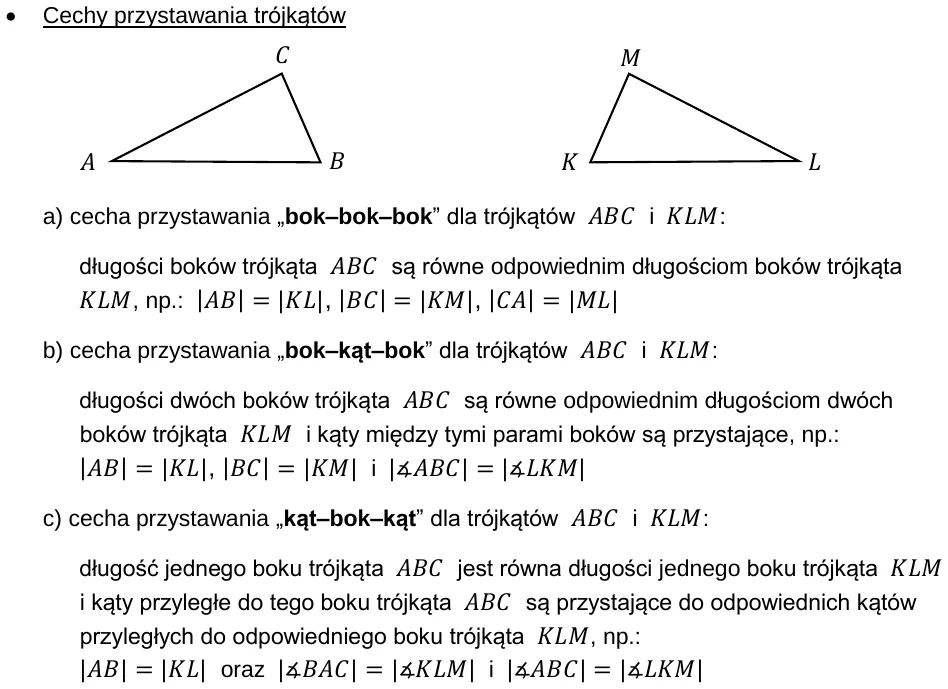 • Cechy przystawania trójkątów
C M
A B K L
a) cecha przystawania „bok–bok–bok” dla trójkątów ABC i KLM:
długości boków trójkąta ABC są równe odpowiednim długościom boków trójkąta
KLM, np.: |AB| = |KL|, |BC| = |KM|, |CA| = |ML|
b) cecha przystawania „bok–kąt–bok” dla trójkątów ABC i KLM:
długości dwóch boków trójkąta ABC są równe odpowiednim długościom dwóch
boków trójkąta KLM i kąty między tymi parami boków są przystające, np.:
|AB| = |KL|, |BC| = |KM| i |∡ABC| = |∡LKM|
c) cecha przystawania „kąt–bok–kąt” dla trójkątów ABC i KLM:
długość jednego boku trójkąta ABC jest równa długości jednego boku trójkąta KLM
i kąty przyległe do tego boku trójkąta ABC są przystające do odpowiednich kątów
przyległych do odpowiedniego boku trójkąta KLM, np.:
|AB| = |KL| oraz |∡BAC| = |∡KLM| i |∡ABC| = |∡LKM|